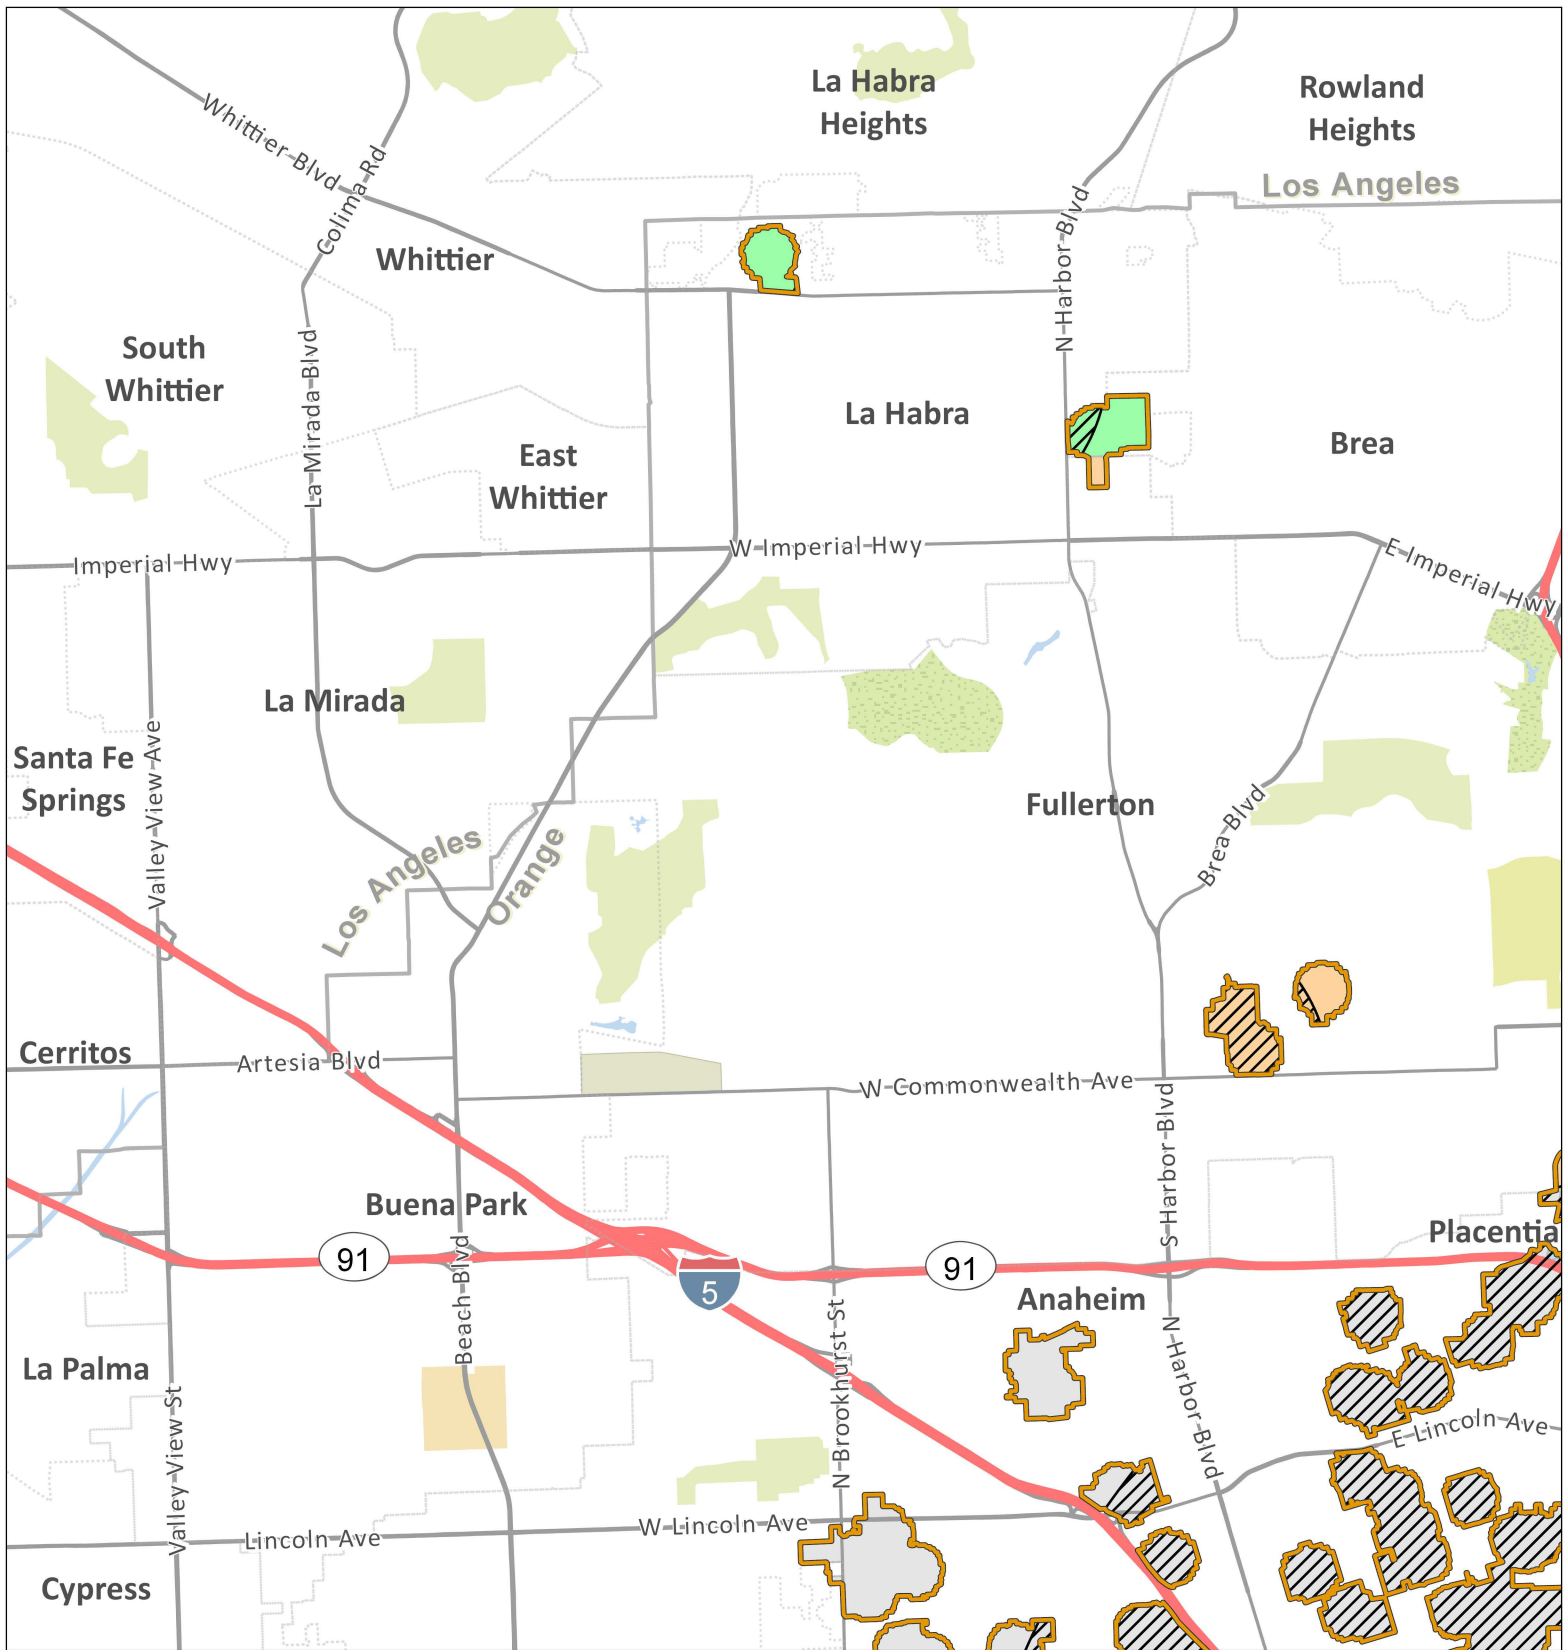 La Habra
Heights
Rowland
Heights
Los Angeles
Whittier Blvd
Colima Rd
N Harbor Blvd
Whittier
South
Whittier
La Mirada Blvd
La Habra
Brea
East
Whittier
Imperial Hwy
W Imperial Hwy
E Imperial Hwy
La Mirada
Santa Fe
Springs
Valley View Ave
Fullerton
Brea Blvd
Los Angeles
Orange
Cerritos
Artesia Blvd
W Commonwealth Ave
S Harbor Blvd
Buena Park
Placentia
91
91
5
Beach Blvd
Anaheim
N Brookhurst St
N Harbor Blvd
La Palma
Valley View St
E Lincoln Ave
W Lincoln Ave
Lincoln Ave
Cypress